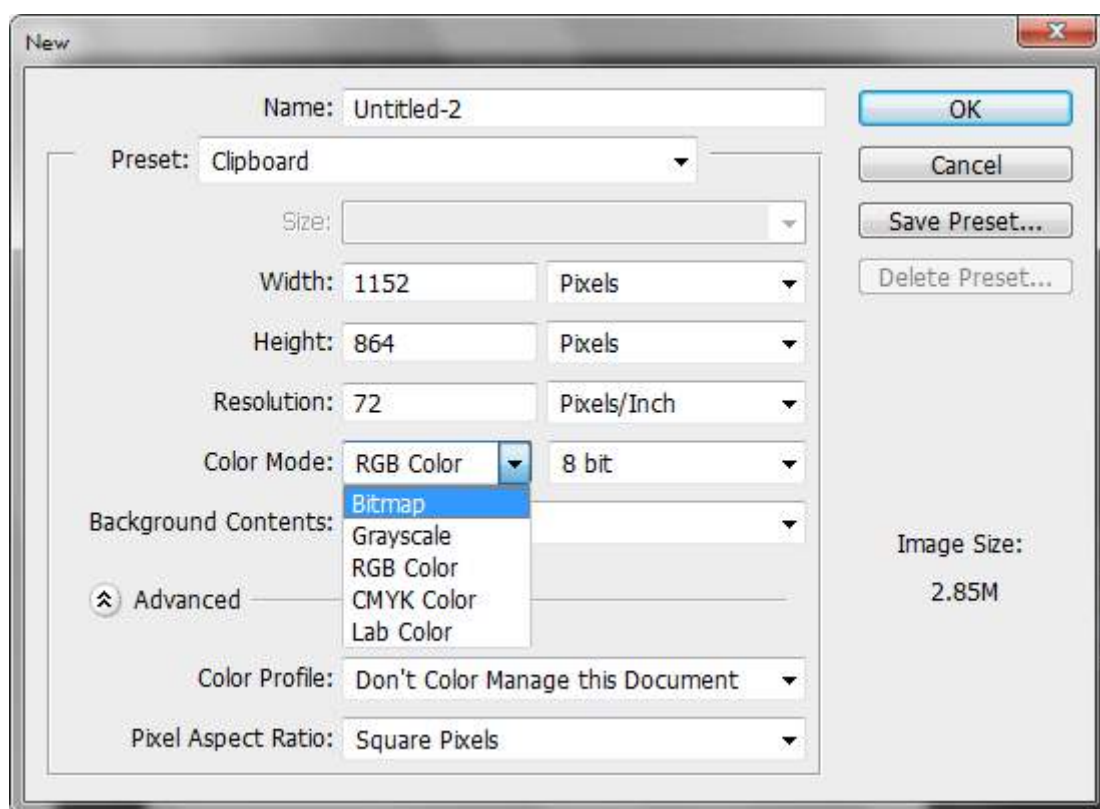 New
Name: Untitled-2
OK
Preset: Clipboard
Cancel
Size:
Save Preset...
Width: 1152 Pixels
Delete Preset...
Height: 864 Pixels
Resolution: 72 Pixels/Inch
Color Mode: RGB Color 8 bit
Bitmap
Background Contents:
Grayscale
Image Size:
RGB Color
Advanced
CMYK Color
2.85M
Lab Color
Color Profile: Don't Color Manage this Document
Pixel Aspect Ratio: Square Pixels